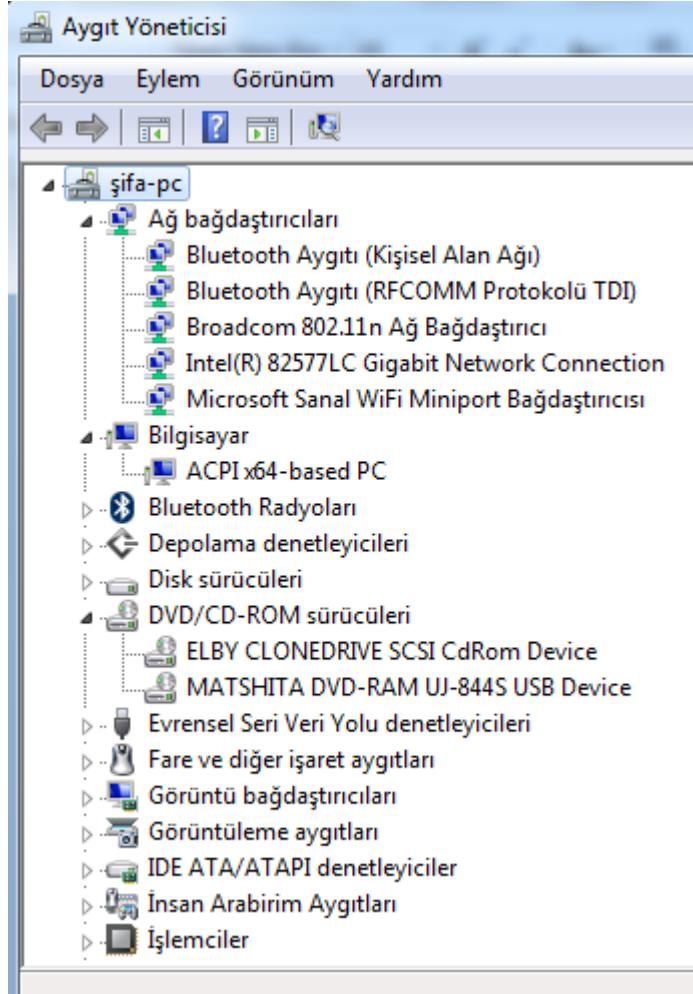 Aygıt Yöneticisi
Dosya Eylem Görünüm Yardım
şifa-pc
Ağ bağdaştırıcıları
Bluetooth Aygıtı (Kişisel Alan Ağı)
Bluetooth Aygıtı (RFCOMM Protokolü TDI)
Broadcom 802.11n Ağ Bağdaştırıcı
Intel(R) 82577LC Gigabit Network Connection
Microsoft Sanal WiFi Miniport Bağdaştırıcısı
Bilgisayar
ACPI x64-based PC
Bluetooth Radyoları
Depolama denetleyicileri
Disk sürücüleri
DVD/CD-ROM sürücüleri
ELBY CLONEDRIVE SCSI CdRom Device
MATSHITA DVD-RAM UJ-844S USB Device
Evrensel Seri Veri Yolu denetleyicileri
Fare ve diğer işaret aygıtları
Görüntü bağdaştırıcıları
Görüntüleme aygıtları
IDE ATA/ATAPI denetleyiciler
İnsan Arabirim Aygıtları
İşlemciler